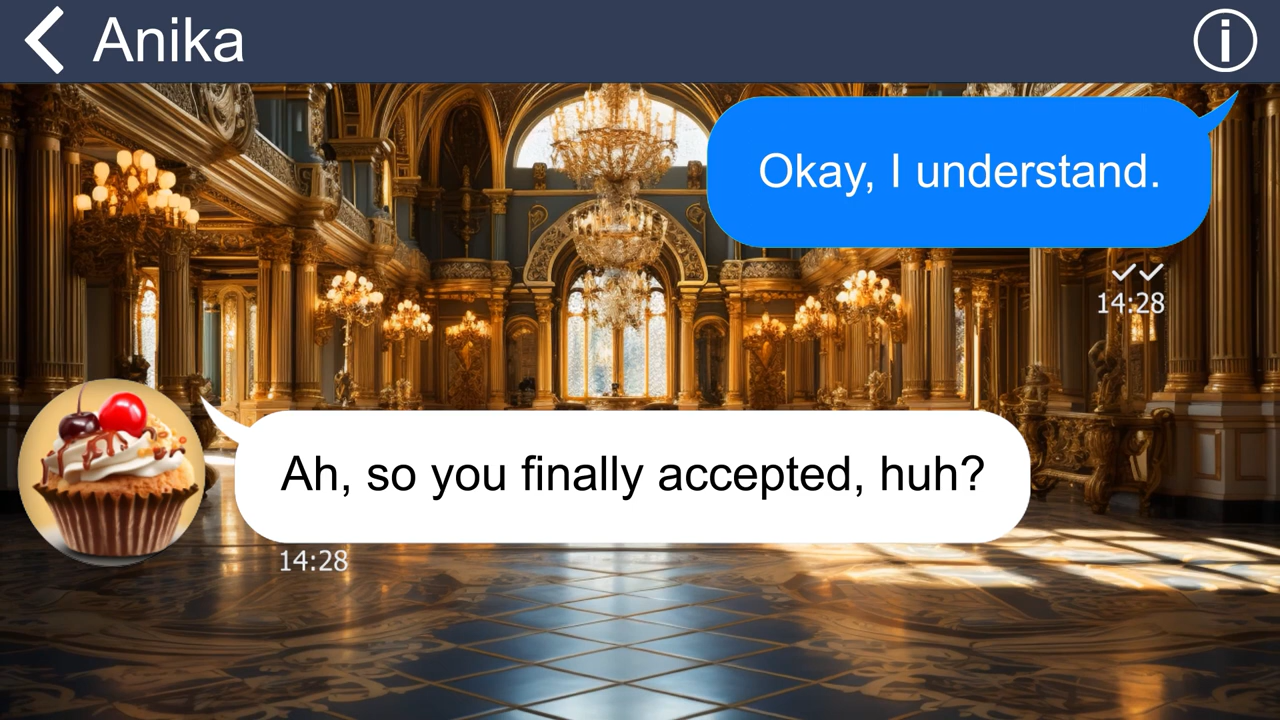 Anika
Okay, I understand.
14:28
Ah, so you finally accepted, huh?
14:28